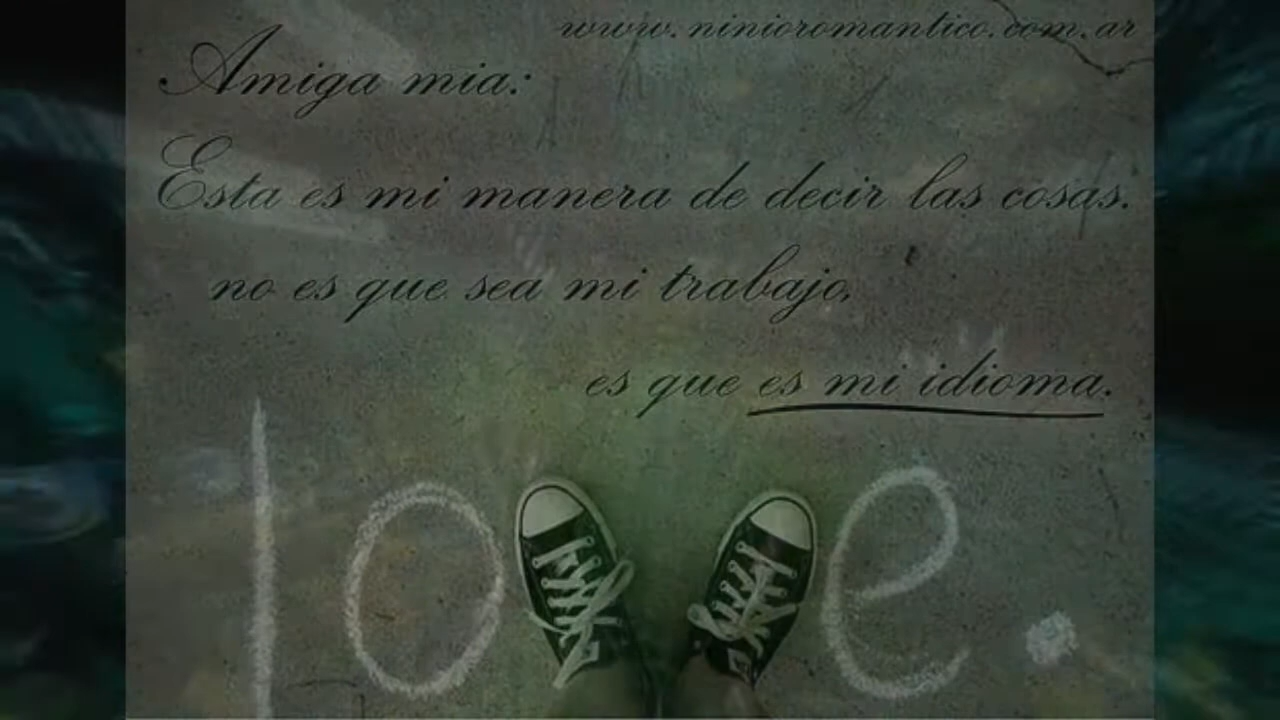 www.ninioromantico.com.ar
Amiga mia:
Esta es mi manera de decir las cosas.
no es que sea mi trabajo,
es que es mi idioma.
lo e.